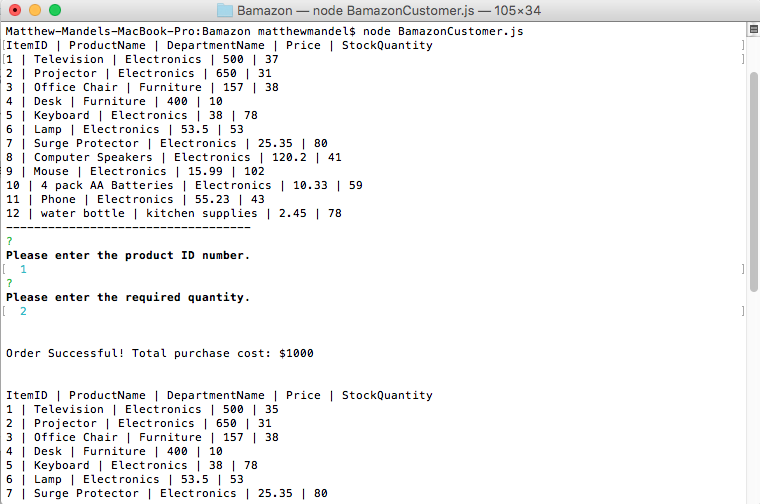 Bamazon — node BamazonCustomer.js — 105×34
Matthew-Mandels-MacBook-Pro:Bamazon matthewmandel$ node BamazonCustomer.js
[ItemID | ProductName | DepartmentName | Price | StockQuantity ]
[1 | Television | Electronics | 500 | 37 ]
2 | Projector | Electronics | 650 | 31
3 | Office Chair | Furniture | 157 | 38
4 | Desk | Furniture | 400 | 10
5 | Keyboard | Electronics | 38 | 78
6 | Lamp | Electronics | 53.5 | 53
7 | Surge Protector | Electronics | 25.35 | 80
8 | Computer Speakers | Electronics | 120.2 | 41
9 | Mouse | Electronics | 15.99 | 102
10 | 4 pack AA Batteries | Electronics | 10.33 | 59
11 | Phone | Electronics | 55.23 | 43
12 | water bottle | kitchen supplies | 2.45 | 78
-----------------------------------
?
Please enter the product ID number.
[ 1 ]
?
Please enter the required quantity.
[ 2 ]
Order Successful! Total purchase cost: $1000
ItemID | ProductName | DepartmentName | Price | StockQuantity
1 | Television | Electronics | 500 | 35
2 | Projector | Electronics | 650 | 31
3 | Office Chair | Furniture | 157 | 38
4 | Desk | Furniture | 400 | 10
5 | Keyboard | Electronics | 38 | 78
6 | Lamp | Electronics | 53.5 | 53
7 | Surge Protector | Electronics | 25.35 | 80